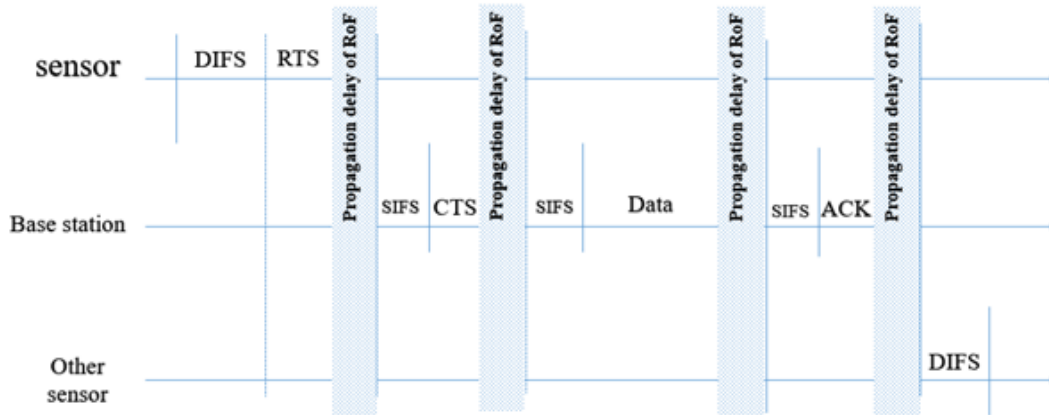 sensor
DIFS
RTS
Propagation delay of RoF
Propagation delay of RoF
Propagation delay of RoF
Propagation delay of RoF
Base station
SIFS
CTS
SIFS
Data
SIFS
ACK
Other
sensor
DIFS